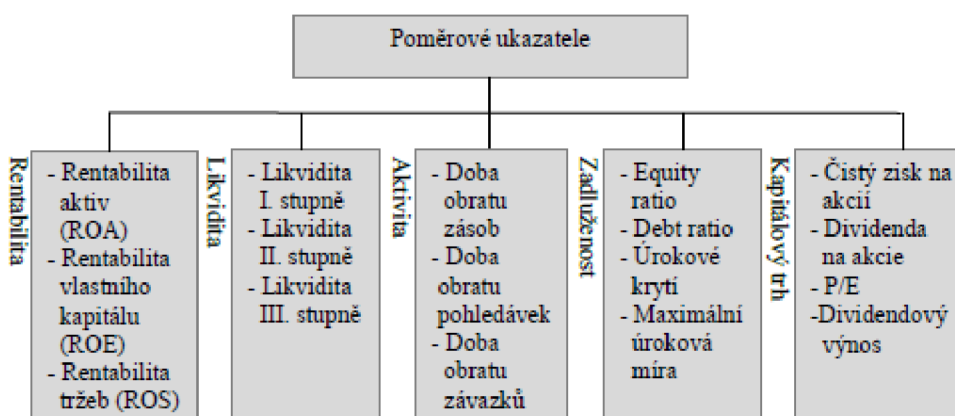 Poměrové ukazatele
Rentabilita
- Rentabilita
aktiv
(ROA)
- Rentabilita
vlastního
kapitálu
(ROE)
- Rentabilita
tržeb (ROS)
Likvidita
- Likvidita
I. stupně
- Likvidita
II. stupně
- Likvidita
III. stupně
Aktivita
- Doba
obratu
zásob
- Doba
obratu
pohledávek
- Doba
obratu
závazků
Zadluženost
- Equity
ratio
- Debt ratio
- Úrokové
krytí
- Maximální
úroková
míra
Kapitálový trh
- Čistý zisk na
akcií
- Dividenda
na akcie
- P/E
-Dividendový
výnos